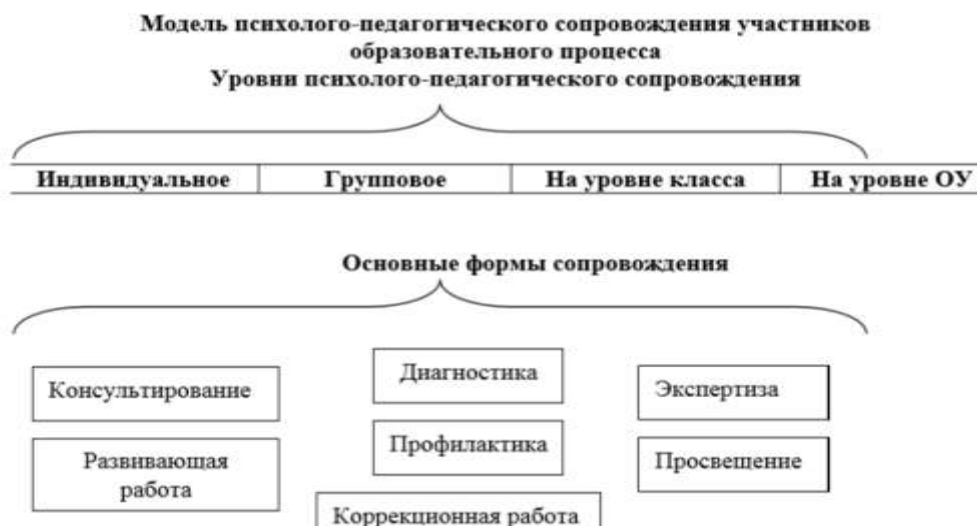 Модель психолого-педагогического сопровождения участников
образовательного процесса
Уровни психолого-педагогического сопровождения
Индивидуальное Групповое На уровне класса На уровне ОУ
Основные формы сопровождения
Консультирование
Диагностика
Экспертиза
Развивающая
работа
Профилактика
Просвещение
Коррекционная работа